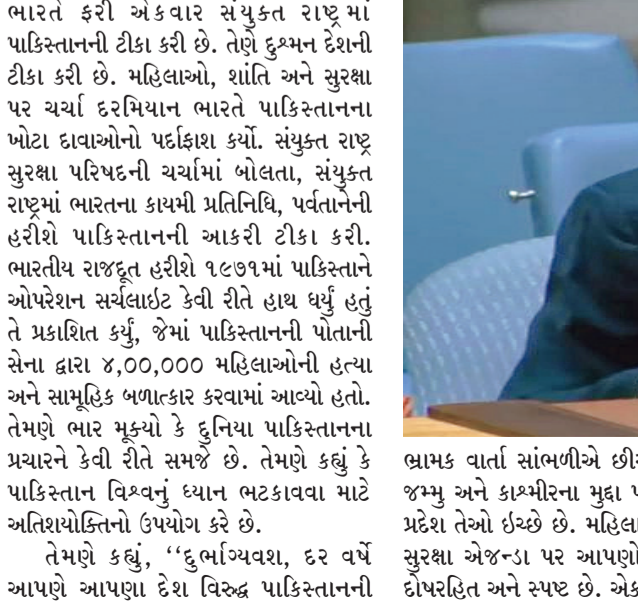 ભારતે ફરી એકવાર સંયુક્ત રાષ્ટ્રમાં
પાકિસ્તાનની ટીકા કરી છે. તેણે દુશ્મન દેશની
ટીકા કરી છે. મહિલાઓ, શાંતિ અને સુરક્ષા
પર ચર્ચા દરમિયાન ભારતે પાકિસ્તાનના
ખોટા દાવાઓનો પર્દાફાશ કર્યો. સંયુક્ત રાષ્ટ્ર
સુરક્ષા પરિષદની ચર્ચામાં બોલતા, સંયુક્ત
રાષ્ટ્રમાં ભારતના કાયમી પ્રતિનિધિ, પર્વતાનેની
હરીશે પાકિસ્તાનની આકરી ટીકા કરી.
ભારતીય રાજદૂત હરીશે ૧૯૭૧માં પાકિસ્તાને
ઓપરેશન સર્ચલાઇટ કેવી રીતે હાથ ધર્યું હતું
તે પ્રકાશિત કર્યું, જેમાં પાકિસ્તાનની પોતાની
સેના દ્વારા ૪,૦૦,૦૦૦ મહિલાઓની હત્યા
અને સામૂહિક બળાત્કાર કરવામાં આવ્યો હતો.
તેમણે ભાર મૂક્યો કે દુનિયા પાકિસ્તાનના
પ્રચારને કેવી રીતે સમજે છે. તેમણે કહ્યું કે
પાકિસ્તાન વિશ્વનું ધ્યાન ભટકાવવા માટે
અતિશયોક્તિનો ઉપયોગ કરે છે.
તેમણે કહ્યું, ‘‘દુર્ભાગ્યવશ, દર વર્ષે
આપણે આપણા દેશ વિરુદ્ધ પાકિસ્તાનની
ભ્રામક વાર્તા સાંભળીએ
જમ્મુ અને કાશ્મીરના મુદ્દા
પ્રદેશ તેઓ ઇચ્છે છે.
સુરક્ષા એજન્ડા પર આપણો
દોષરહિત અને સ્પષ્ટ છે.